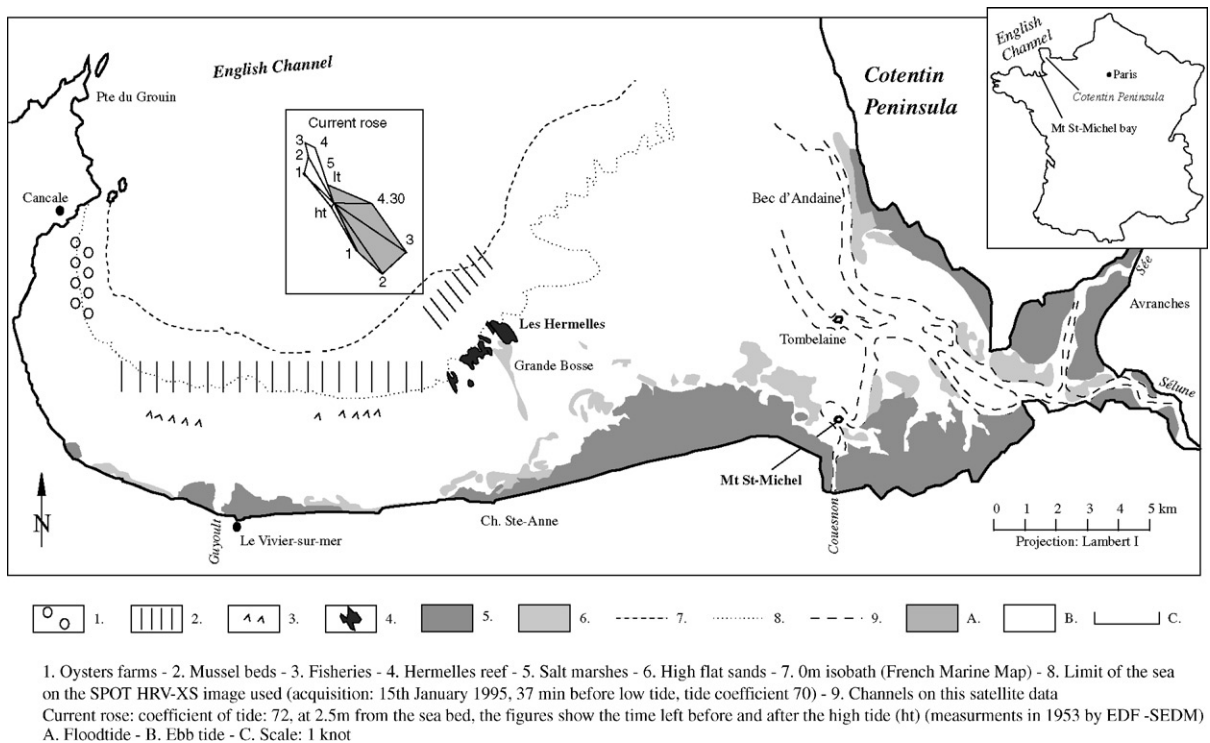 English Channel
Pte du Grouin
Cancale
Current rose
3
4
2
5
1
lt
ht
4.30
3
1
2
Cotentin
Peninsula
English
Channel
Paris
Cotentin Peninsula
Mt St-Michel bay
Bec d'Andaine
Sée
Avranches
Les Hermelles
Grande Bosse
Tombelaine
Sélune
Mt St-Michel
Ch. Ste-Anne
Couesnon
Guyoult
Le Vivier-sur-mer
N
0 1 2 3 4 5 km
Projection: Lambert I
1. 2. 3. 4. 5. 6. 7. 8. 9. A. B. C.
1. Oysters farms - 2. Mussel beds - 3. Fisheries - 4. Hermelles reef - 5. Salt marshes - 6. High flat sands - 7. 0m isobath (French Marine Map) - 8. Limit of the sea
on the SPOT HRV-XS image used (acquisition: 15th January 1995, 37 min before low tide, tide coefficient 70) - 9. Channels on this satellite data
Current rose: coefficient of tide: 72, at 2.5m from the sea bed, the figures show the time left before and after the high tide (ht) (measurments in 1953 by EDF -SEDM)
A. Floodtide - B. Ebb tide - C. Scale: 1 knot